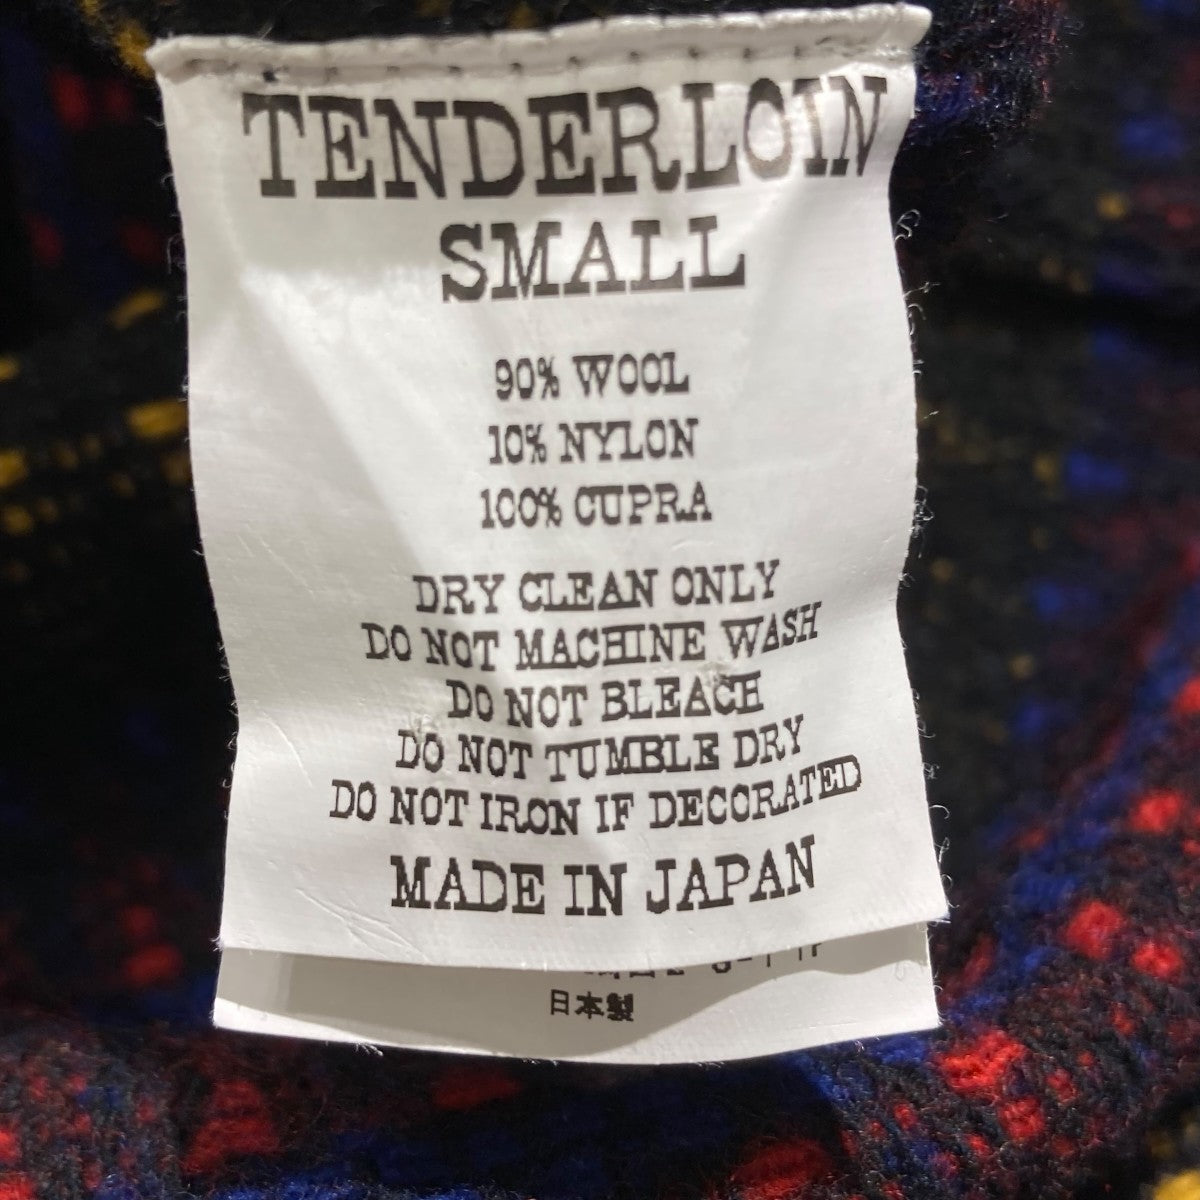 TENDERLOIN
SMALL
90% WOOL
10% NYLON
100% CUPRA
DRY CLEAN ONLY
DO NOT MACHINE WASH
DO NOT BLEACH
DO NOT TUMBLE DRY
DO NOT IRON IF DECORATED
MADE IN JAPAN
日本製